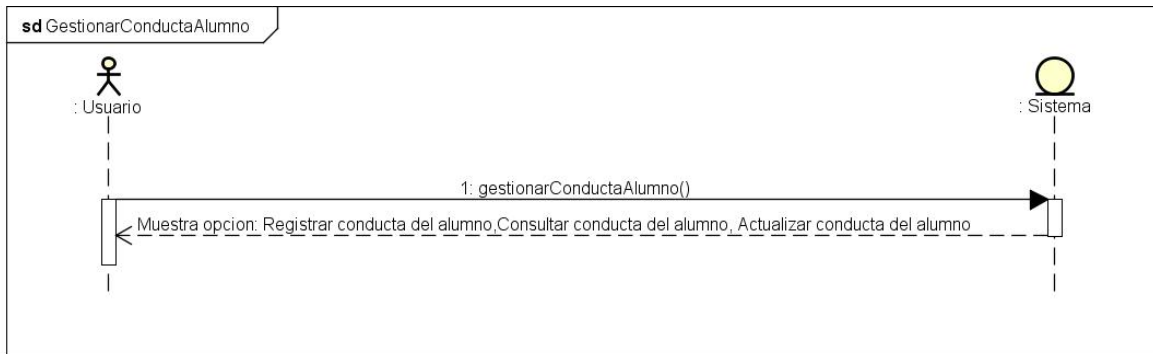 sd GestionarConductaAlumno
: Usuario
: Sistema
1: gestionarConductaAlumno()
Muestra opcion: Registrar conducta del alumno,Consultar conducta del alumno, Actualizar conducta del alumno